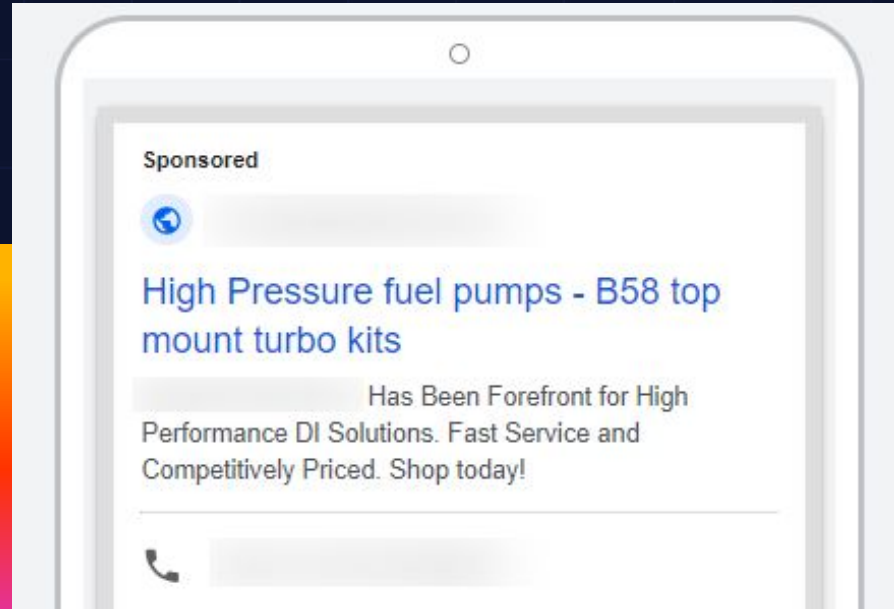 Sponsored
High Pressure fuel pumps - B58 top
mount turbo kits
Has Been Forefront for High
Performance DI Solutions. Fast Service and
Competitively Priced. Shop today!